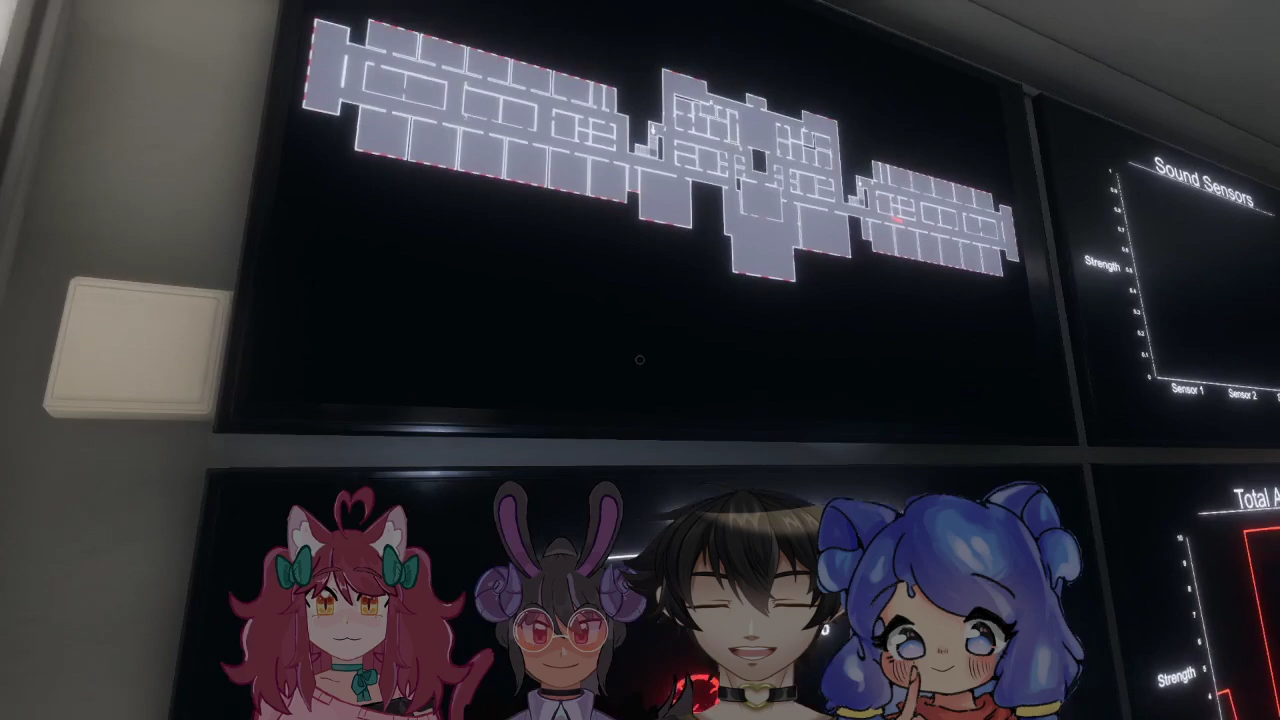 Sound Sensors
Strength
Sensor 1
Sensor 2
Total A
Strength